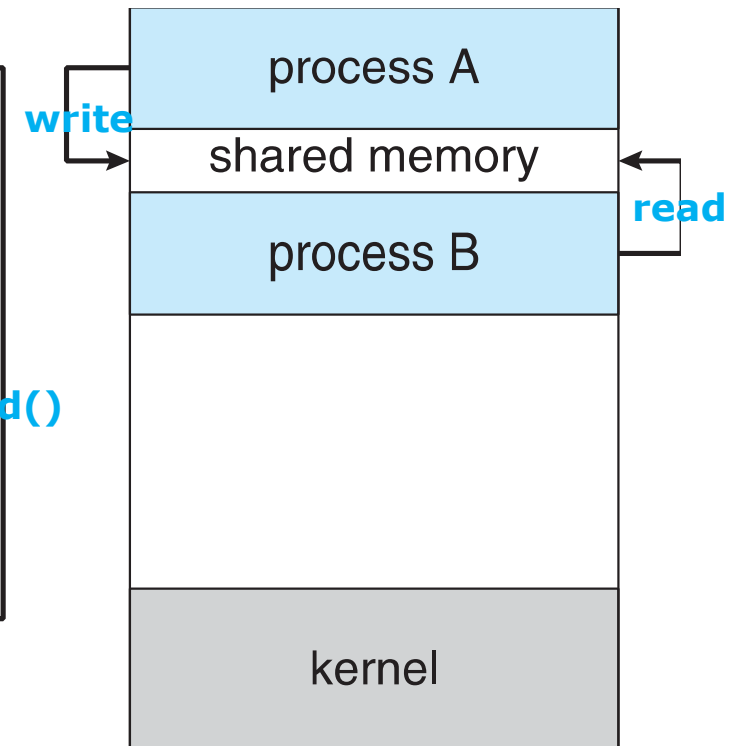 process A
write
shared memory
read
process B
d()
kernel